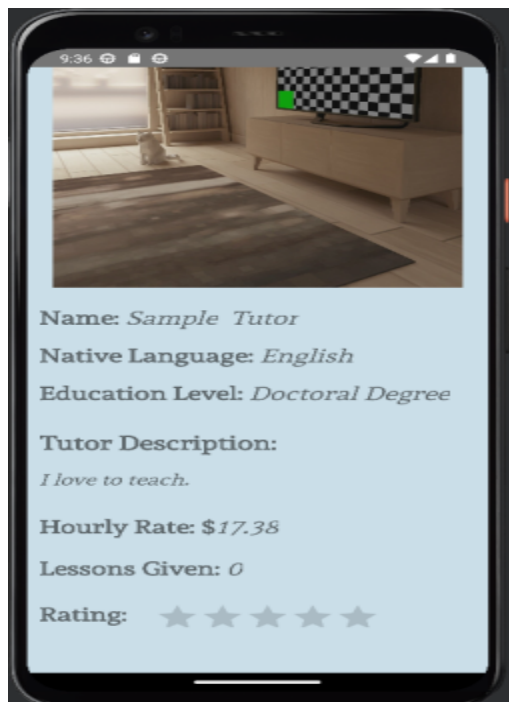 9:36
Name: Sample Tutor
Native Language: English
Education Level: Doctoral Degree
Tutor Description:
I love to teach.
Hourly Rate: $17.38
Lessons Given: 0
Rating: